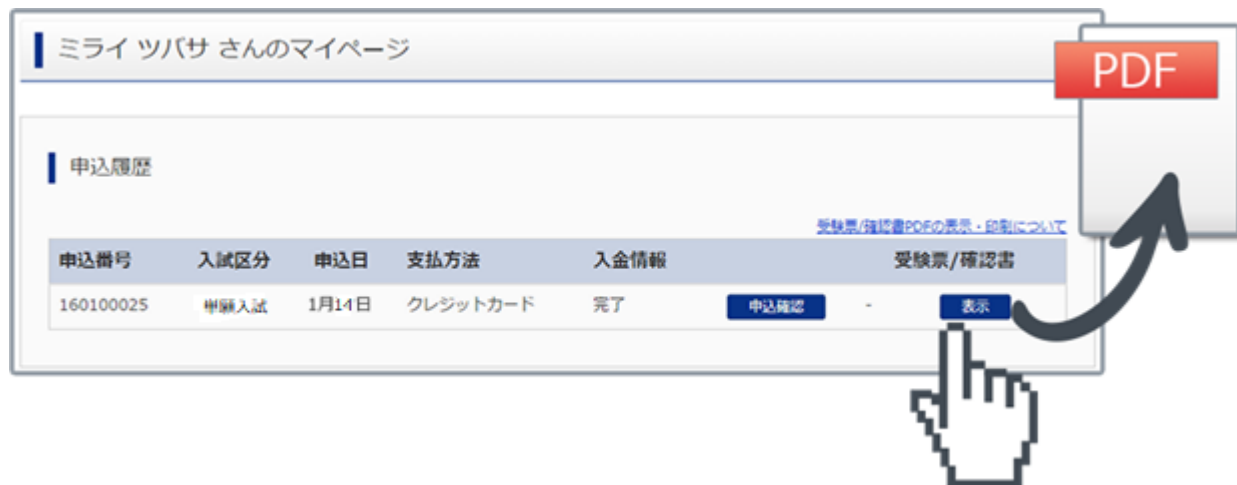 ミライ ツバサ さんのマイページ
PDF
申込履歴
受験票/確認書PDFの表示・印刷について
申込番号 入試区分 申込日 支払方法 入金情報 受験票/確認書
160100025 単願入試 1月14日 クレジットカード 完了 申込確認 - 表示